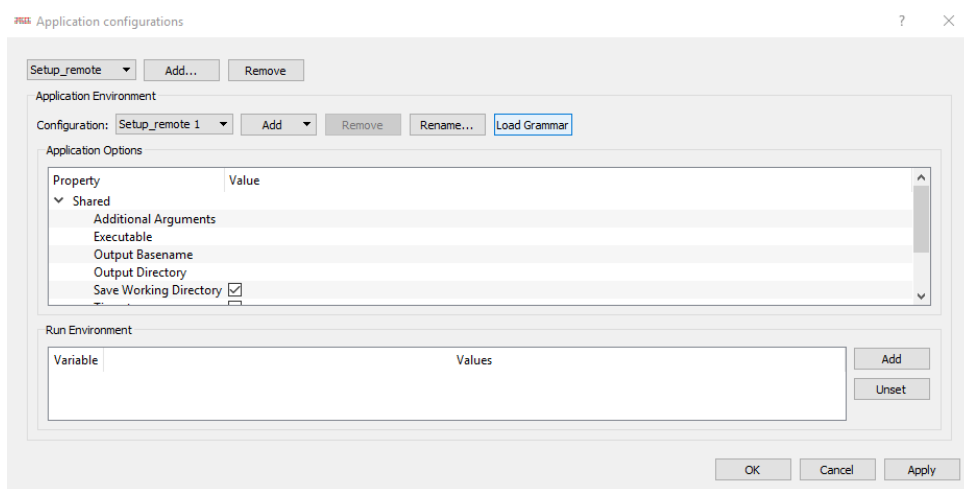 Application configurations ? ×
Setup_remote Add... Remove
Application Environment
Configuration: Setup_remote 1 Add Remove Rename... Load Grammar
Application Options
Property Value
Shared
Additional Arguments
Executable
Output Basename
Output Directory
Save Working Directory
Run Environment
Variable Values Add
Unset
OK Cancel Apply